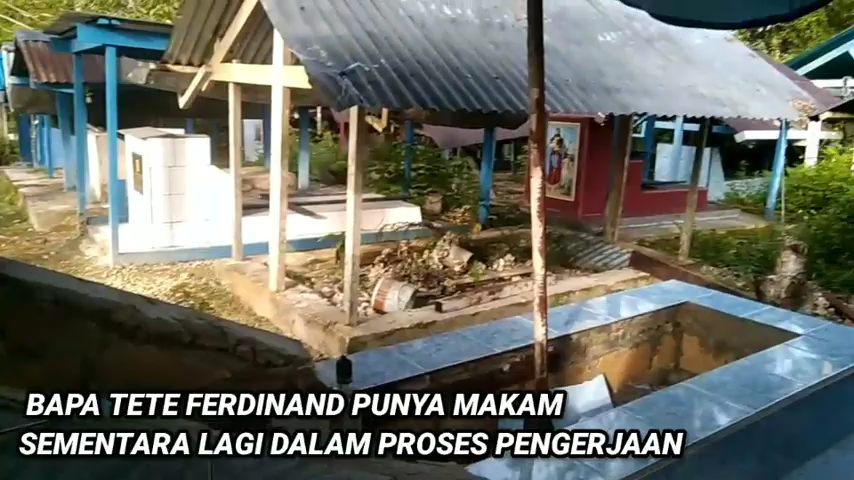 BAPA TETE FERDINAND PUNYA MAKAM
SEMENTARA LAGI DALAM PROSES PENGERJAAN